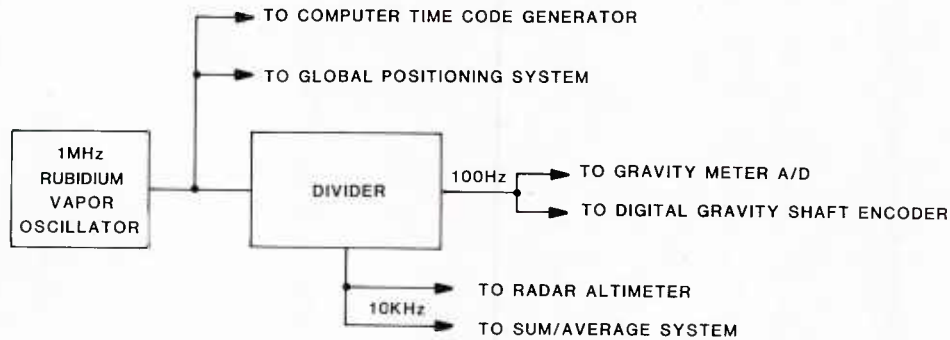 TO COMPUTER TIME CODE GENERATOR
TO GLOBAL POSITIONING SYSTEM
1MHz
RUBIDIUM
VAPOR
OSCILLATOR
DIVIDER
100Hz
TO GRAVITY METER A/D
TO DIGITAL GRAVITY SHAFT ENCODER
10KHz
TO RADAR ALTIMETER
TO SUM/AVERAGE SYSTEM